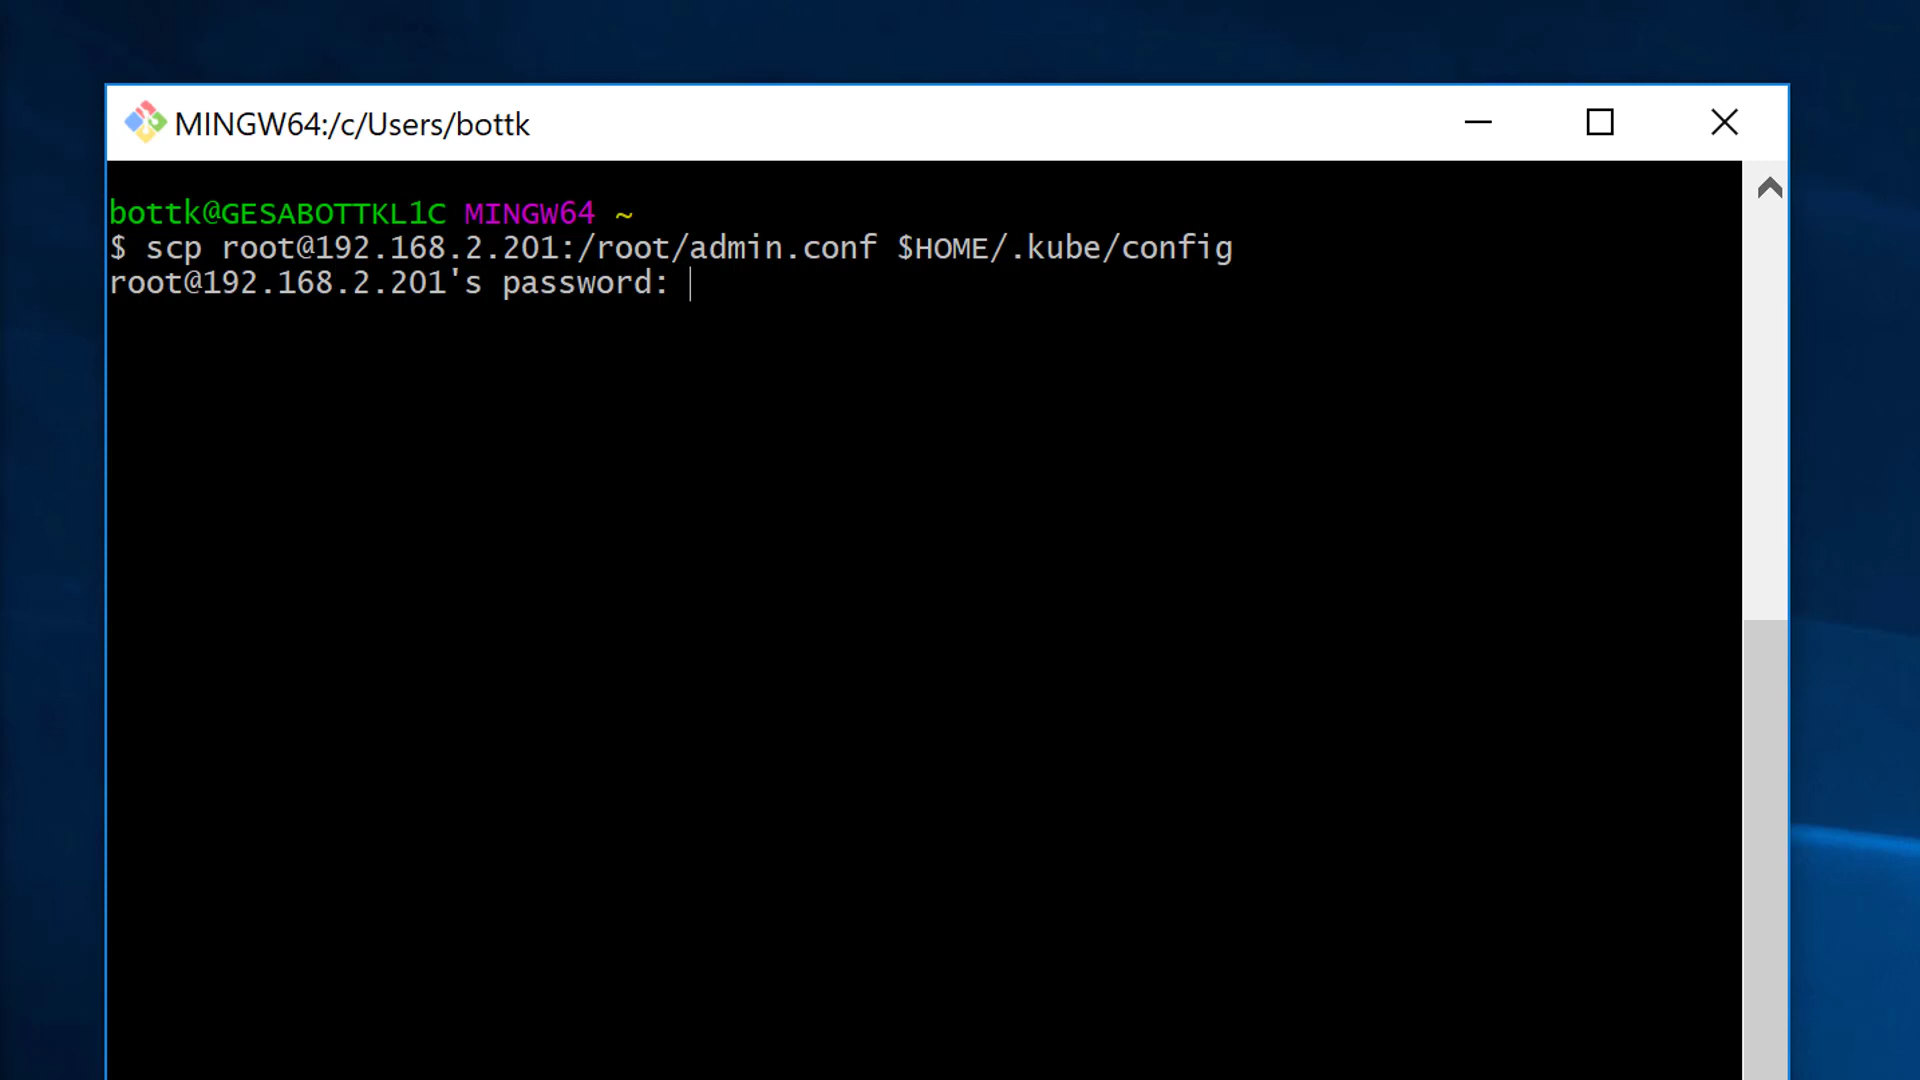 MINGW64:/c/Users/bottk
bottk@GESABOTTKL1C MINGW64 ~
$ scp root@192.168.2.201:/root/admin.conf $HOME/.kube/config
root@192.168.2.201's password: